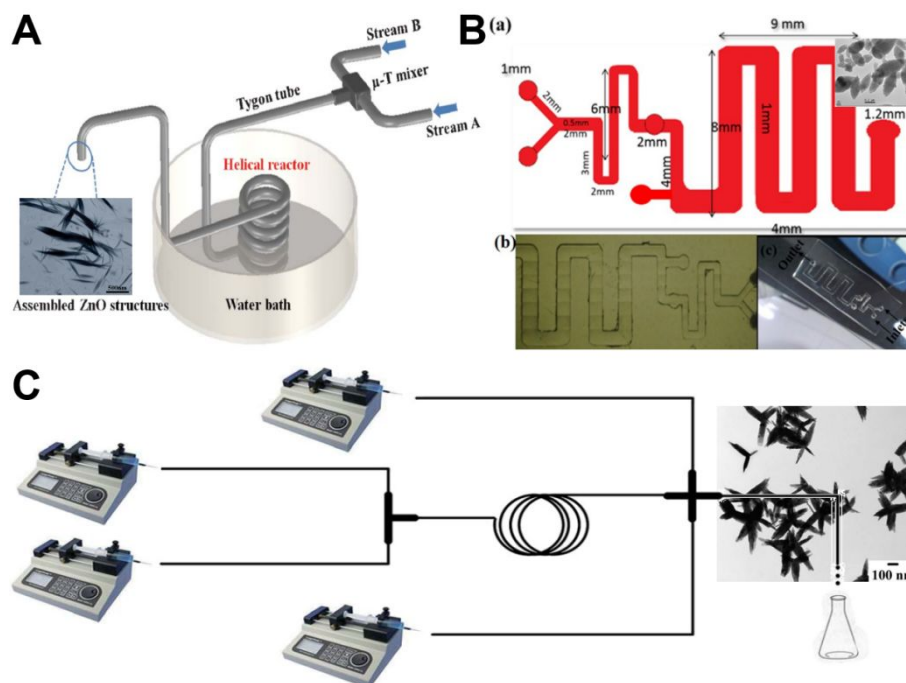 A
Stream B
μ-T mixer
Tygon tube
Stream A
Helical reactor
Water bath
Assembled ZnO structures
B
(a)
9 mm
1mm
2mm
0.5mm
2mm
6mm
3mm
2mm
2mm
4mm
8mm
1mm
1.2mm
4mm
(b)
(c)
Outlet
Inlets
C
100 nm